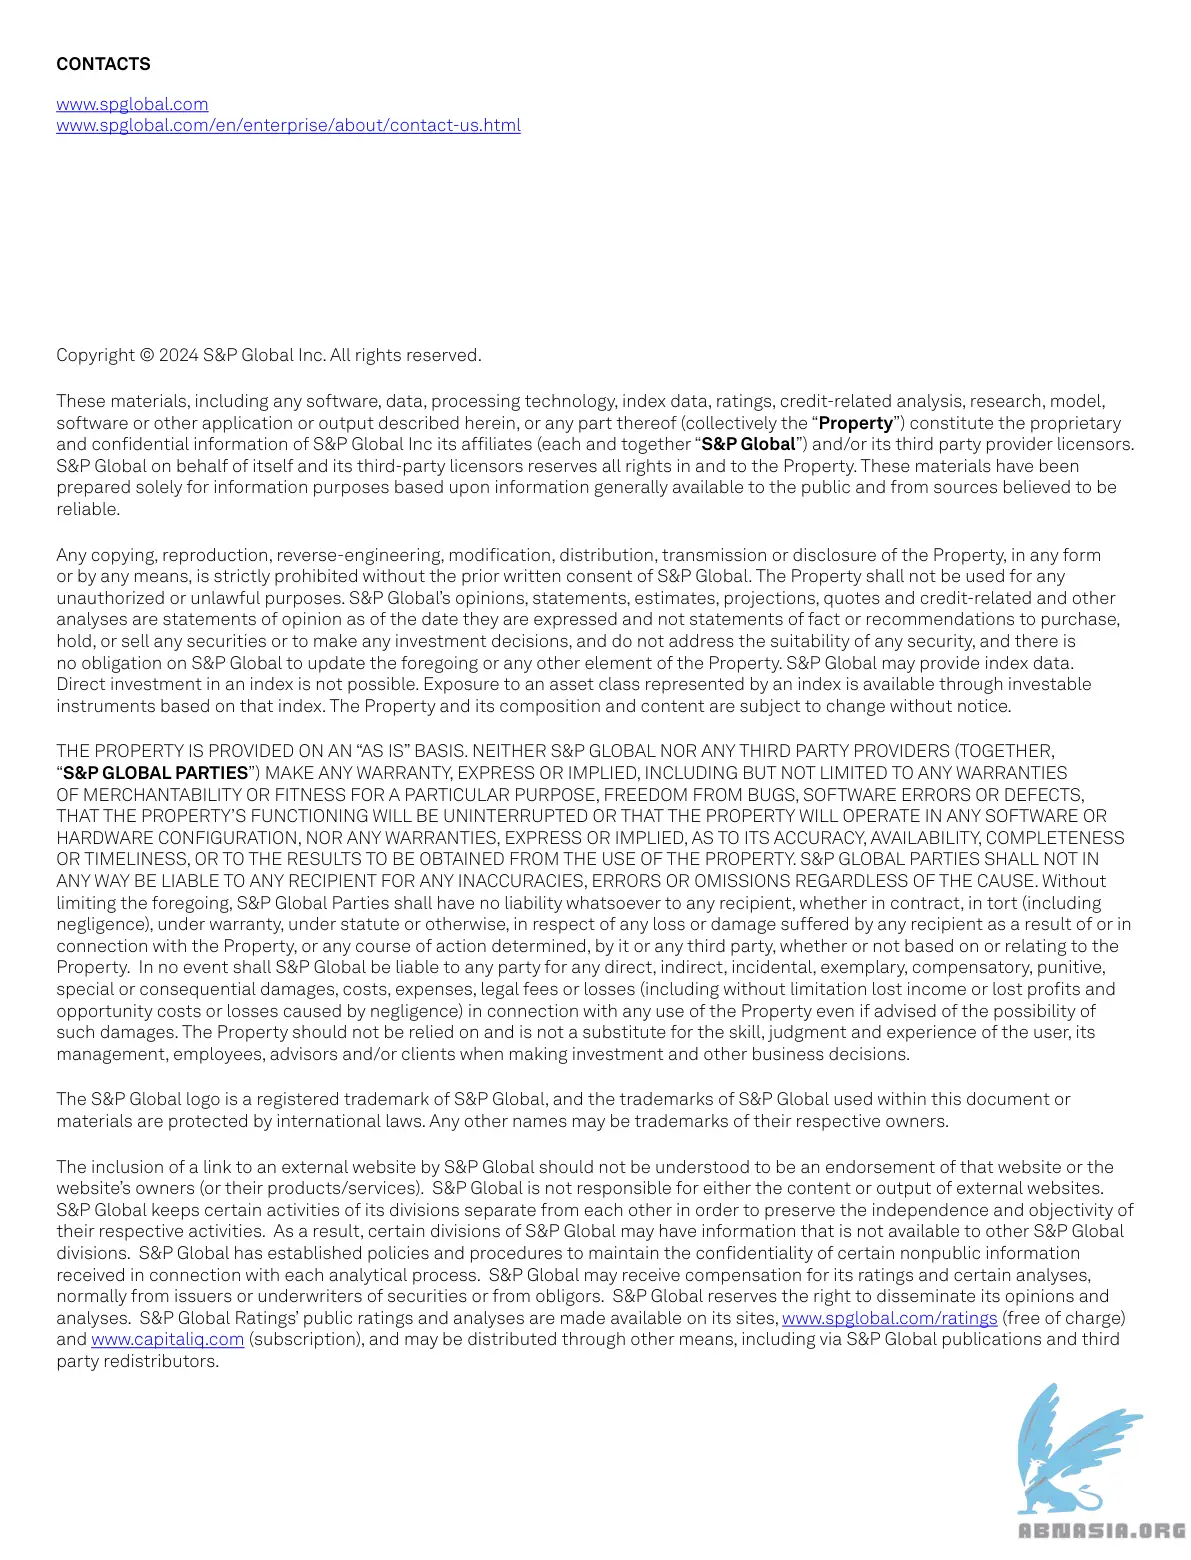 CONTACTS
www.spglobal.com
www.spglobal.com/en/enterprise/about/contact-us.html
Copyright © 2024 S&P Global Inc. All rights reserved.
These materials, including any software, data, processing technology, index data, ratings, credit-related analysis, research, model,
software or other application or output described herein, or any part thereof (collectively the “Property”) constitute the proprietary
and confidential information of S&P Global Inc its affiliates (each and together “S&P Global”) and/or its third party provider licensors.
S&P Global on behalf of itself and its third-party licensors reserves all rights in and to the Property. These materials have been
prepared solely for information purposes based upon information generally available to the public and from sources believed to be
reliable.
Any copying, reproduction, reverse-engineering, modification, distribution, transmission or disclosure of the Property, in any form
or by any means, is strictly prohibited without the prior written consent of S&P Global. The Property shall not be used for any
unauthorized or unlawful purposes. S&P Global’s opinions, statements, estimates, projections, quotes and credit-related and other
analyses are statements of opinion as of the date they are expressed and not statements of fact or recommendations to purchase,
hold, or sell any securities or to make any investment decisions, and do not address the suitability of any security, and there is
no obligation on S&P Global to update the foregoing or any other element of the Property. S&P Global may provide index data.
Direct investment in an index is not possible. Exposure to an asset class represented by an index is available through investable
instruments based on that index. The Property and its composition and content are subject to change without notice.
THE PROPERTY IS PROVIDED ON AN “AS IS” BASIS. NEITHER S&P GLOBAL NOR ANY THIRD PARTY PROVIDERS (TOGETHER,
“S&P GLOBAL PARTIES”) MAKE ANY WARRANTY, EXPRESS OR IMPLIED, INCLUDING BUT NOT LIMITED TO ANY WARRANTIES
OF MERCHANTABILITY OR FITNESS FOR A PARTICULAR PURPOSE, FREEDOM FROM BUGS, SOFTWARE ERRORS OR DEFECTS,
THAT THE PROPERTY’S FUNCTIONING WILL BE UNINTERRUPTED OR THAT THE PROPERTY WILL OPERATE IN ANY SOFTWARE OR
HARDWARE CONFIGURATION, NOR ANY WARRANTIES, EXPRESS OR IMPLIED, AS TO ITS ACCURACY, AVAILABILITY, COMPLETENESS
OR TIMELINESS, OR TO THE RESULTS TO BE OBTAINED FROM THE USE OF THE PROPERTY. S&P GLOBAL PARTIES SHALL NOT IN
ANY WAY BE LIABLE TO ANY RECIPIENT FOR ANY INACCURACIES, ERRORS OR OMISSIONS REGARDLESS OF THE CAUSE. Without
limiting the foregoing, S&P Global Parties shall have no liability whatsoever to any recipient, whether in contract, in tort (including
negligence), under warranty, under statute or otherwise, in respect of any loss or damage suffered by any recipient as a result of or in
connection with the Property, or any course of action determined, by it or any third party, whether or not based on or relating to the
Property. In no event shall S&P Global be liable to any party for any direct, indirect, incidental, exemplary, compensatory, punitive,
special or consequential damages, costs, expenses, legal fees or losses (including without limitation lost income or lost profits and
opportunity costs or losses caused by negligence) in connection with any use of the Property even if advised of the possibility of
such damages. The Property should not be relied on and is not a substitute for the skill, judgment and experience of the user, its
management, employees, advisors and/or clients when making investment and other business decisions.
The S&P Global logo is a registered trademark of S&P Global, and the trademarks of S&P Global used within this document or
materials are protected by international laws. Any other names may be trademarks of their respective owners.
The inclusion of a link to an external website by S&P Global should not be understood to be an endorsement of that website or the
website’s owners (or their products/services). S&P Global is not responsible for either the content or output of external websites.
S&P Global keeps certain activities of its divisions separate from each other in order to preserve the independence and objectivity of
their respective activities. As a result, certain divisions of S&P Global may have information that is not available to other S&P Global
divisions. S&P Global has established policies and procedures to maintain the confidentiality of certain nonpublic information
received in connection with each analytical process. S&P Global may receive compensation for its ratings and certain analyses,
normally from issuers or underwriters of securities or from obligors. S&P Global reserves the right to disseminate its opinions and
analyses. S&P Global Ratings’ public ratings and analyses are made available on its sites, www.spglobal.com/ratings (free of charge)
and www.capitaliq.com (subscription), and may be distributed through other means, including via S&P Global publications and third
party redistributors.
ABNASIA.ORG